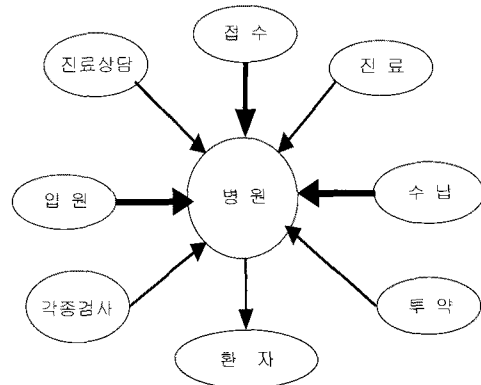 접 수
진료상담
진 료
입 원
병 원
수 납
각종검사
투 약
환 자